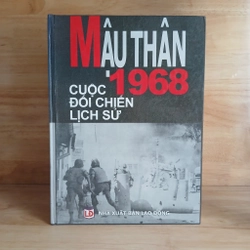 MẬU THÂN
1968
CUỘC
ĐỐI CHIẾN
LỊCH SỬ
NHÀ XUẤT BẢN LAO ĐỘNG